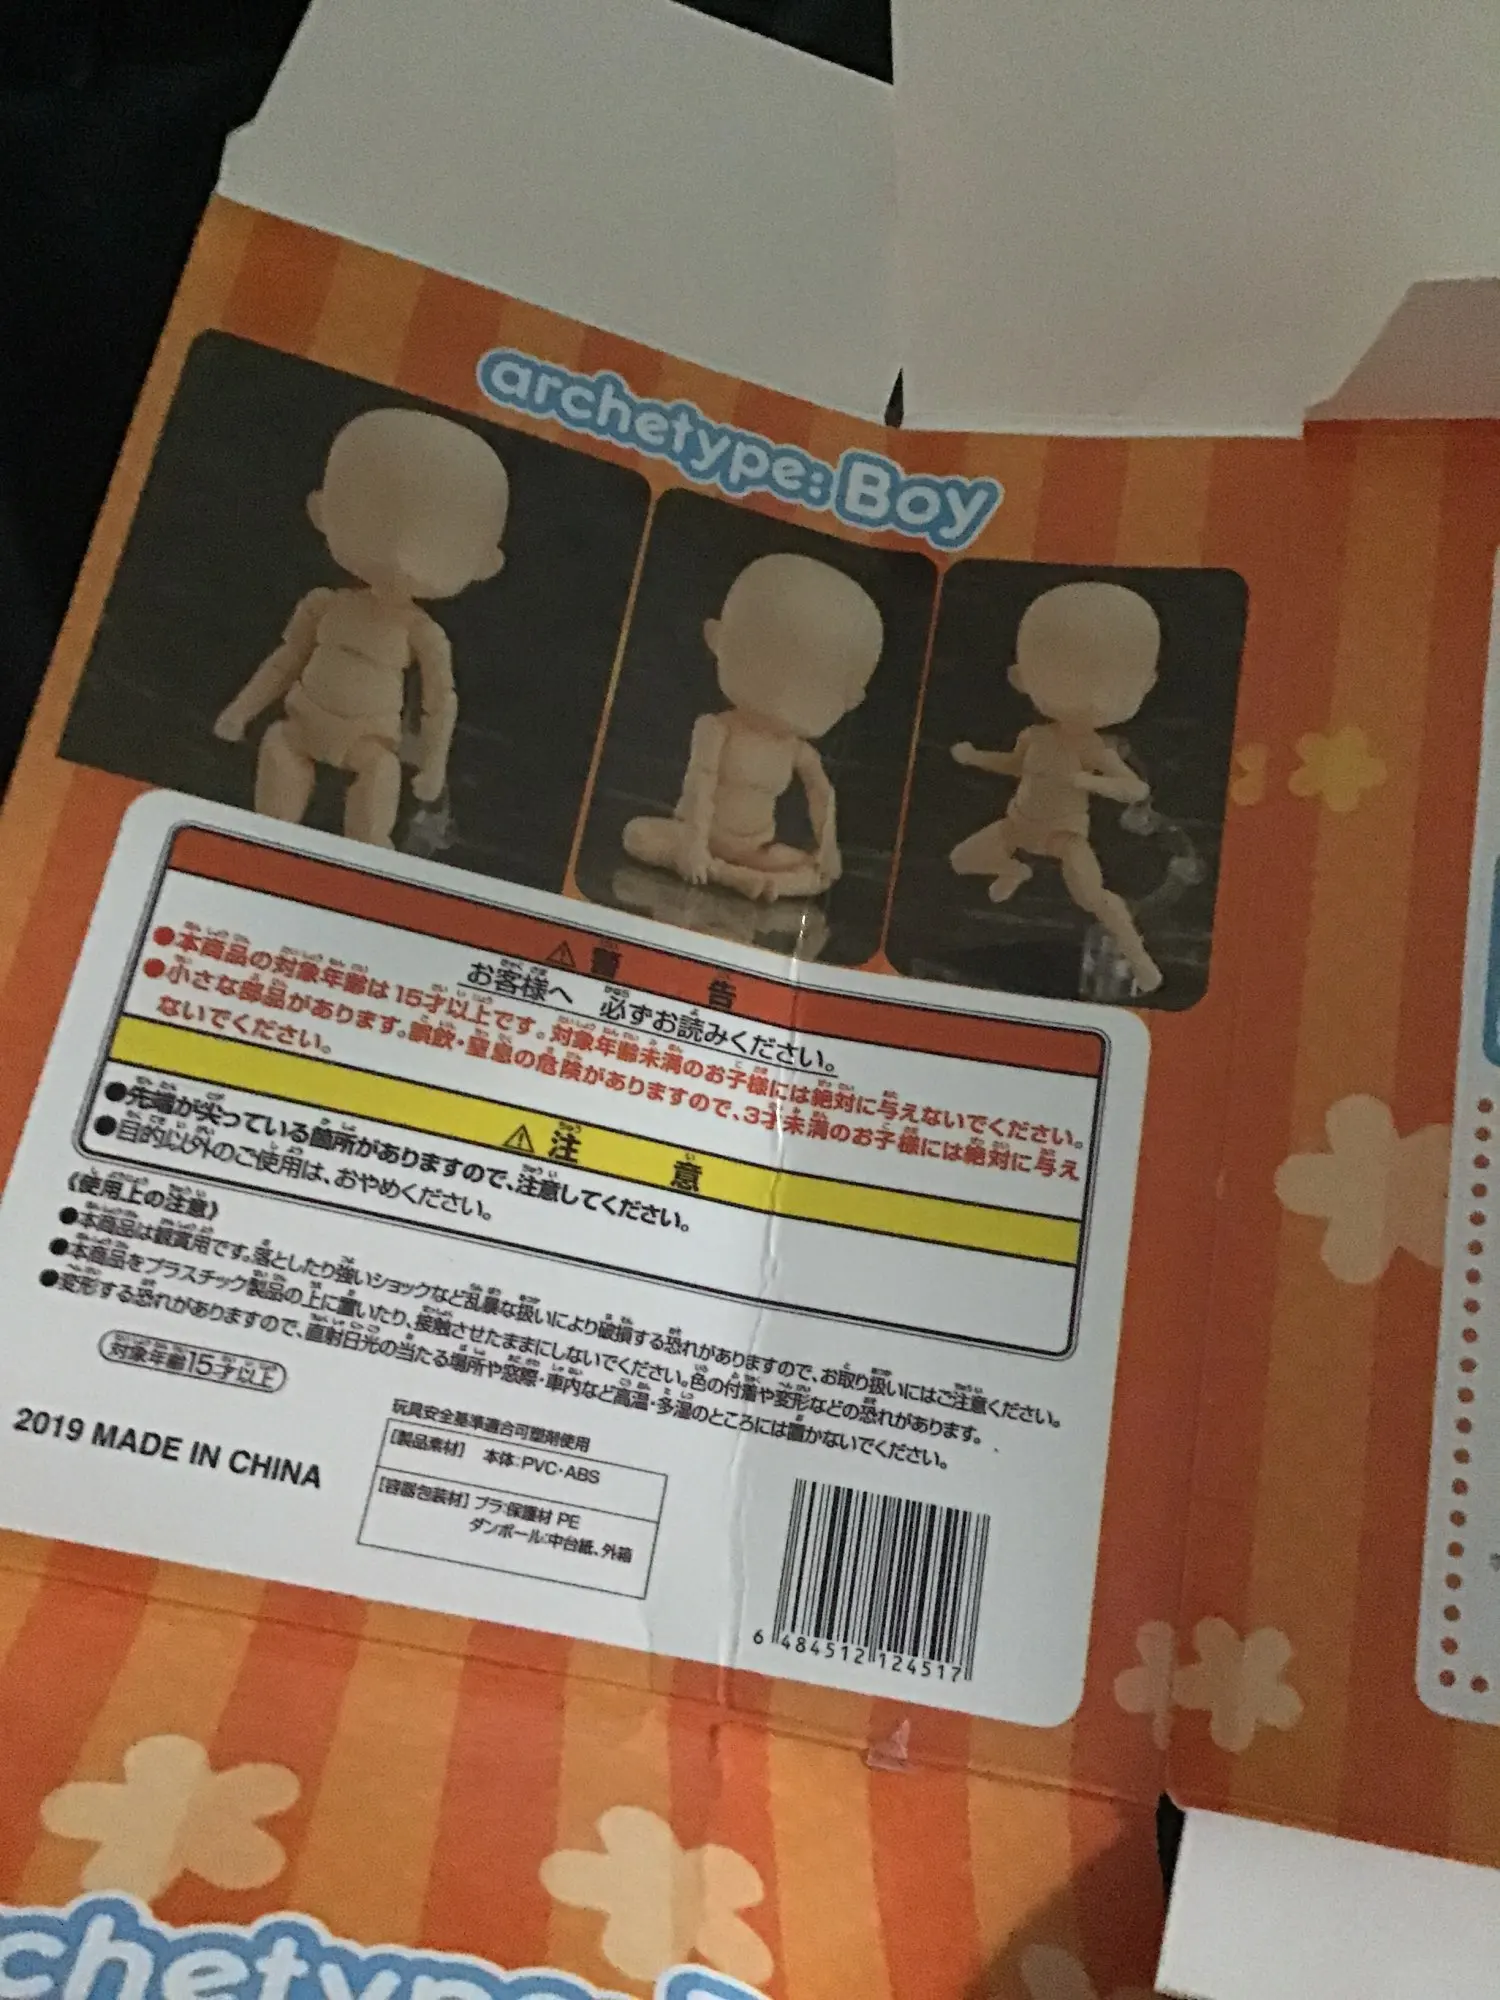 archetype: Boy
警告
お客様へ 必ずお読みください。
●本商品の対象年齢は15才以上です。対象年齢未満のお子様には絶対に与えないでください。
●小さな部品があります。誤飲・窒息の危険がありますので、3才未満のお子様には絶対に与え
ないでください。
注意
●先端が尖っている箇所がありますので、注意してください。
●目的以外のご使用は、おやめください。
《使用上の注意》
●本商品は観賞用です。落としたり強いショックなど乱暴な扱いにより破損する恐れがありますので、お取り扱いにはご注意ください。
●本商品をプラスチック製品の上に置いたり、接触させたままにしないでください。色の付着や変形などの恐れがあります。
●変形する恐れがありますので、直射日光の当たる場所や窓際・車内など高温・多湿のところには置かないでください。
対象年齢15才以上
2019 MADE IN CHINA
玩具安全基準適合可塑剤使用
［製品素材］ 本体：PVC・ABS
［容器包装材］プラ：保護材 PE
ダンボール：中台紙、外箱
6 484512 124517
chetype: